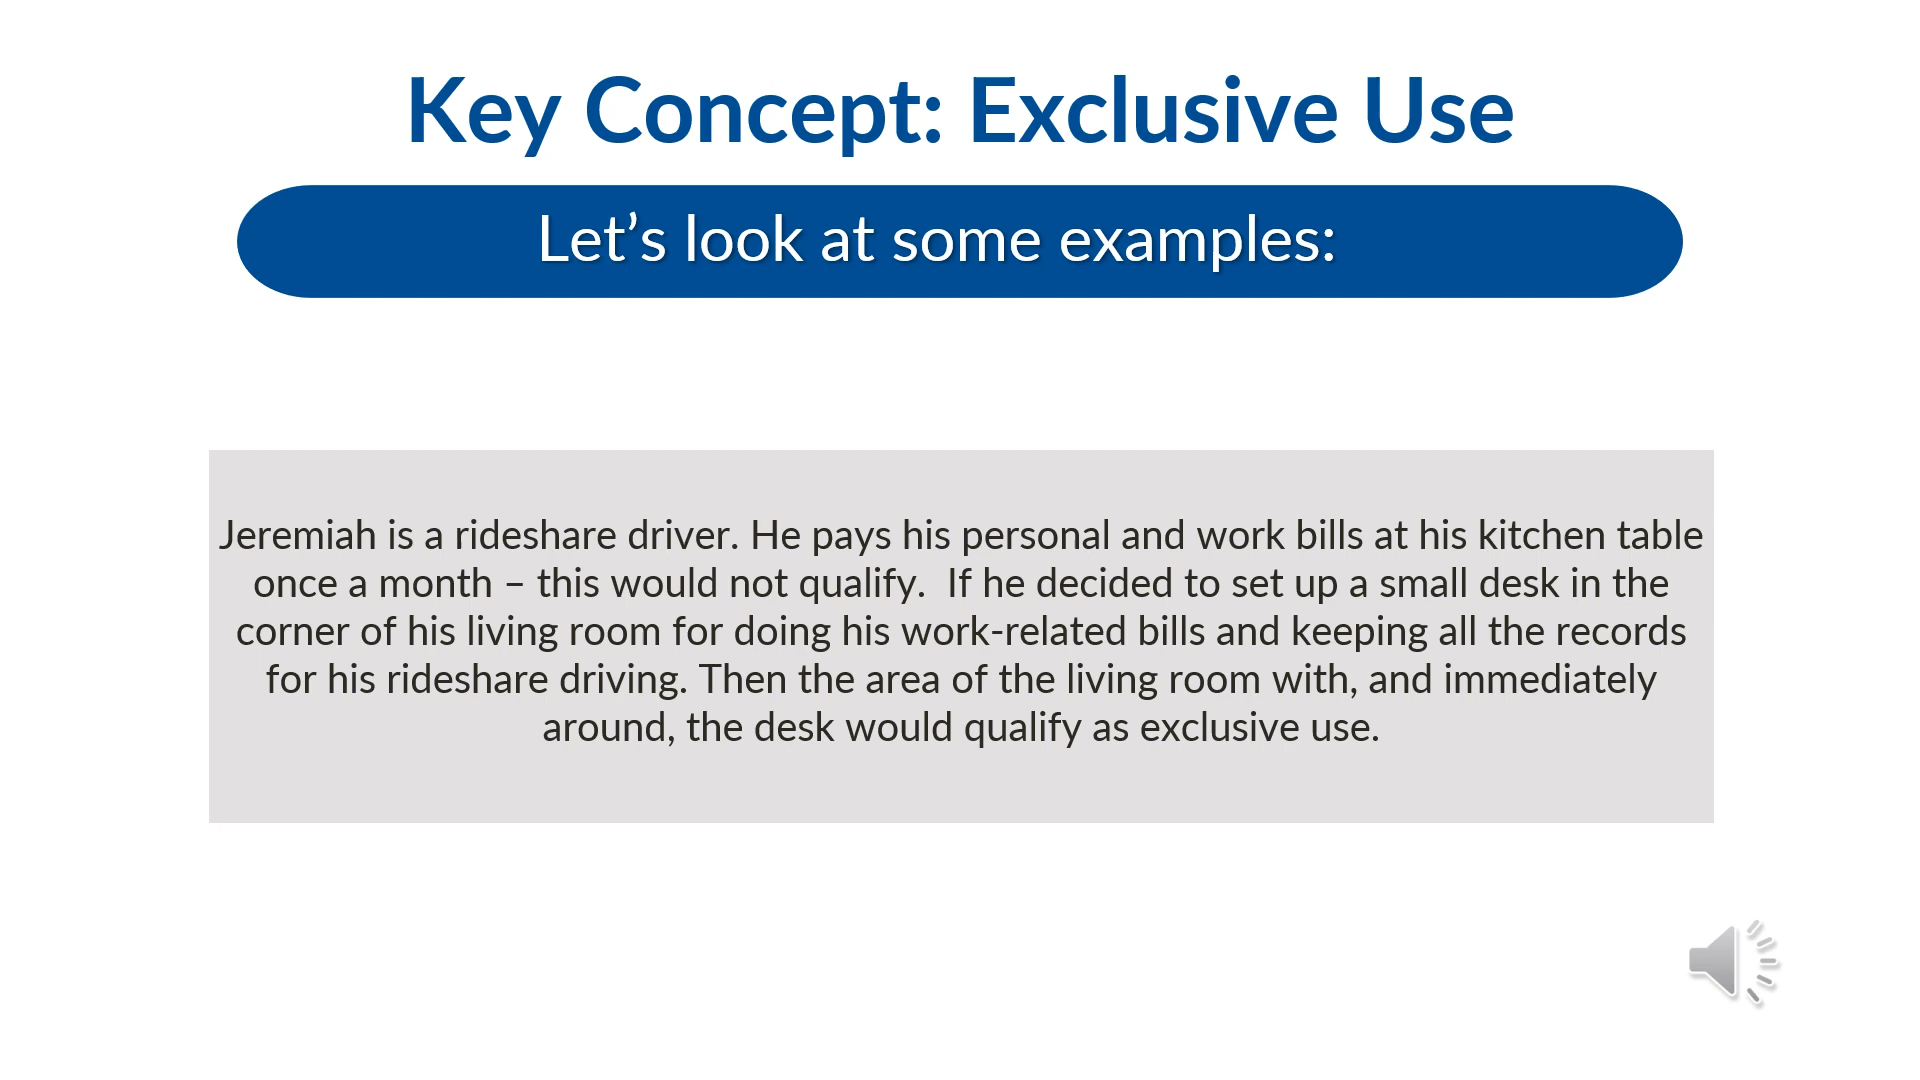 Key Concept: Exclusive Use
Let’s look at some examples:
Jeremiah is a rideshare driver. He pays his personal and work bills at his kitchen table
once a month – this would not qualify.  If he decided to set up a small desk in the
corner of his living room for doing his work-related bills and keeping all the records
for his rideshare driving. Then the area of the living room with, and immediately
around, the desk would qualify as exclusive use.